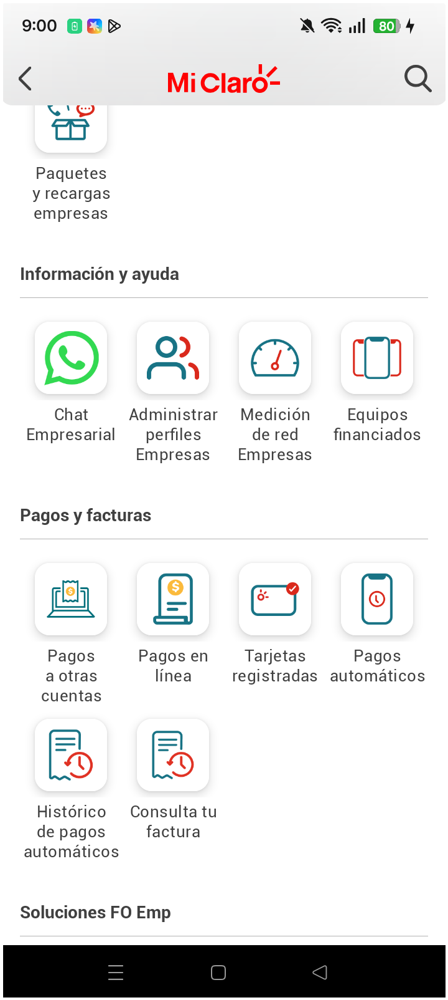 9:00
80
Mi Claro
Paquetes
y recargas
empresas
Información y ayuda
Chat
Empresarial
Administrar
perfiles
Empresas
Medición
de red
Empresas
Equipos
financiados
Pagos y facturas
$
$
Pagos
a otras
cuentas
Pagos en
línea
Tarjetas
registradas
Pagos
automáticos
Histórico
de pagos
automáticos
Consulta tu
factura
Soluciones FO Emp